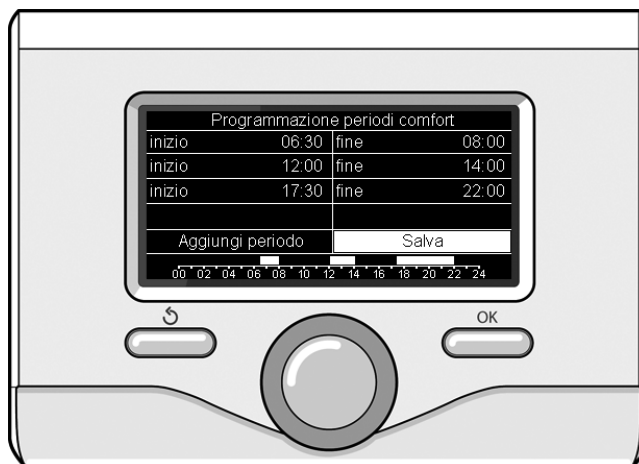 Programmazione periodi comfort
inizio 06:30 fine 08:00
inizio 12:00 fine 14:00
inizio 17:30 fine 22:00
Aggiungi periodo Salva
00 02 04 06 08 10 12 14 16 18 20 22 24
OK